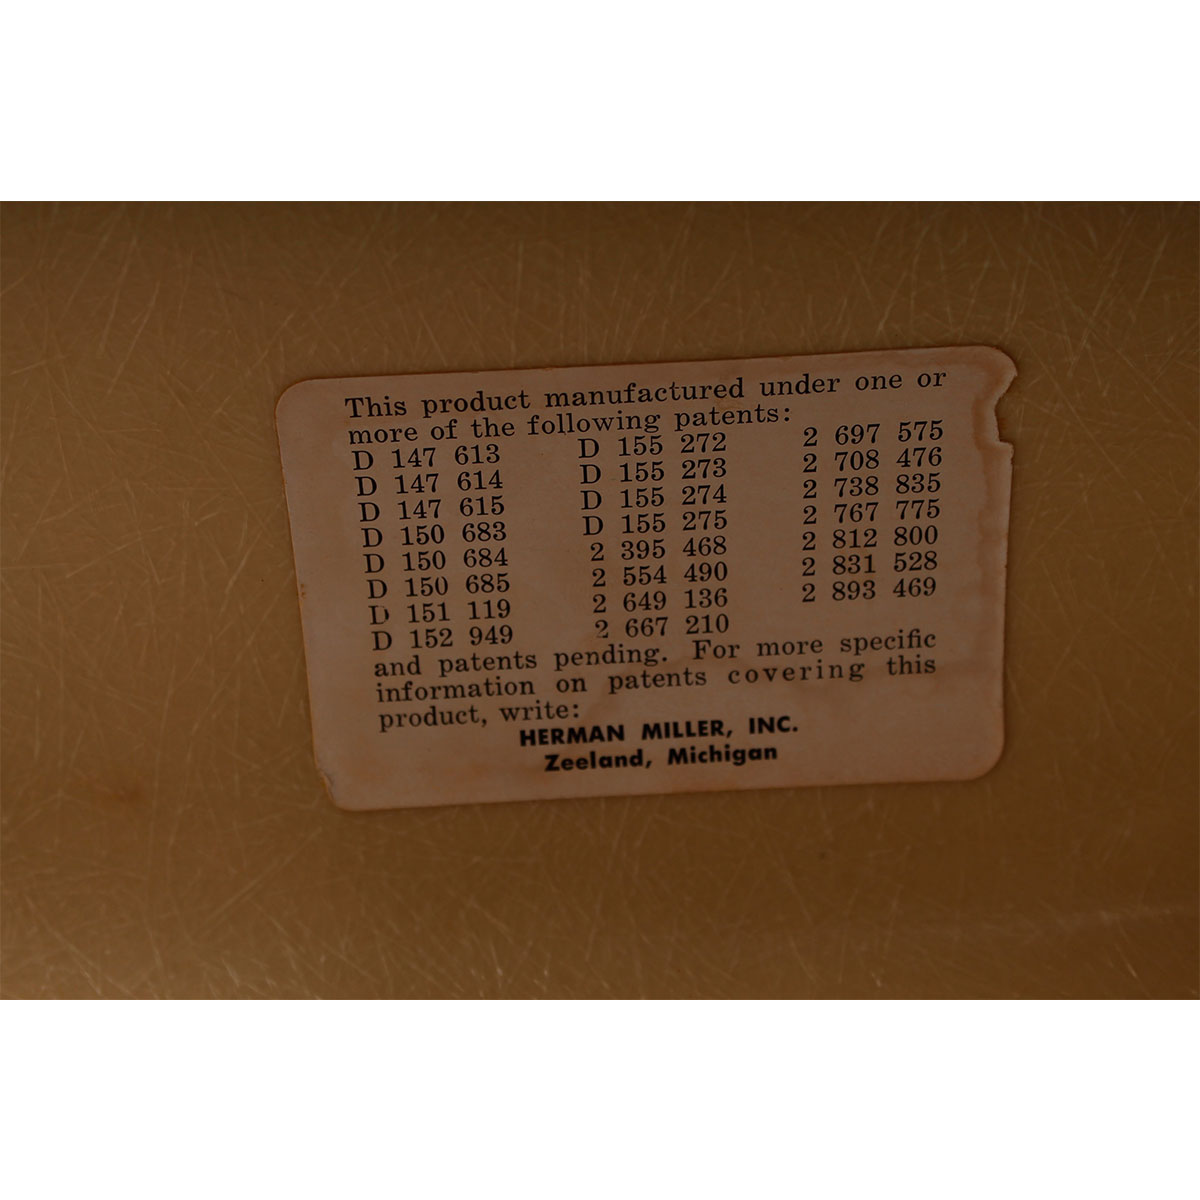 This product manufactured under one or
more of the following patents:
D 147 613 D 155 272 2 697 575
D 147 614 D 155 273 2 708 476
D 147 615 D 155 274 2 738 835
D 150 683 D 155 275 2 767 775
D 150 684 2 395 468 2 812 800
D 150 685 2 554 490 2 831 528
D 151 119 2 649 136 2 893 469
D 152 949 2 667 210
and patents pending. For more specific
information on patents covering this
product, write:
HERMAN MILLER, INC.
Zeeland, Michigan